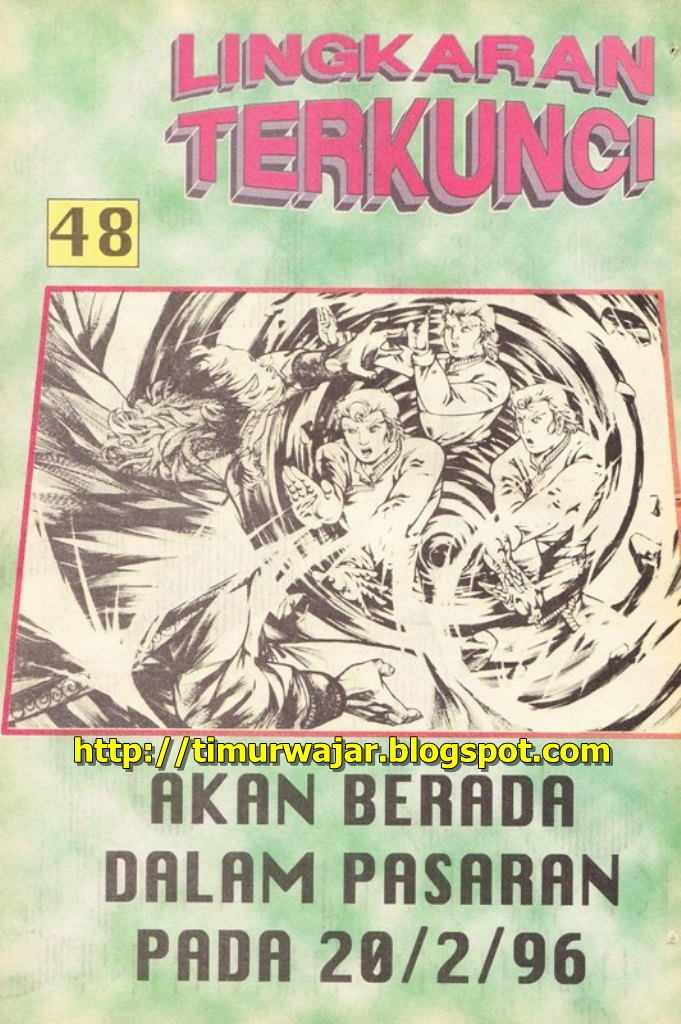 LINGKARAN
TERKUNCI
48
http://timurwajar.blogspot.com
AKAN BERADA
DALAM PASARAN
PADA 20/2/96